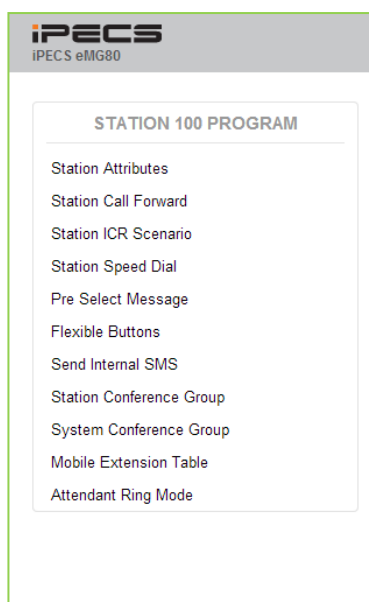 iPECS
iPECS eMG80
STATION 100 PROGRAM
Station Attributes
Station Call Forward
Station ICR Scenario
Station Speed Dial
Pre Select Message
Flexible Buttons
Send Internal SMS
Station Conference Group
System Conference Group
Mobile Extension Table
Attendant Ring Mode